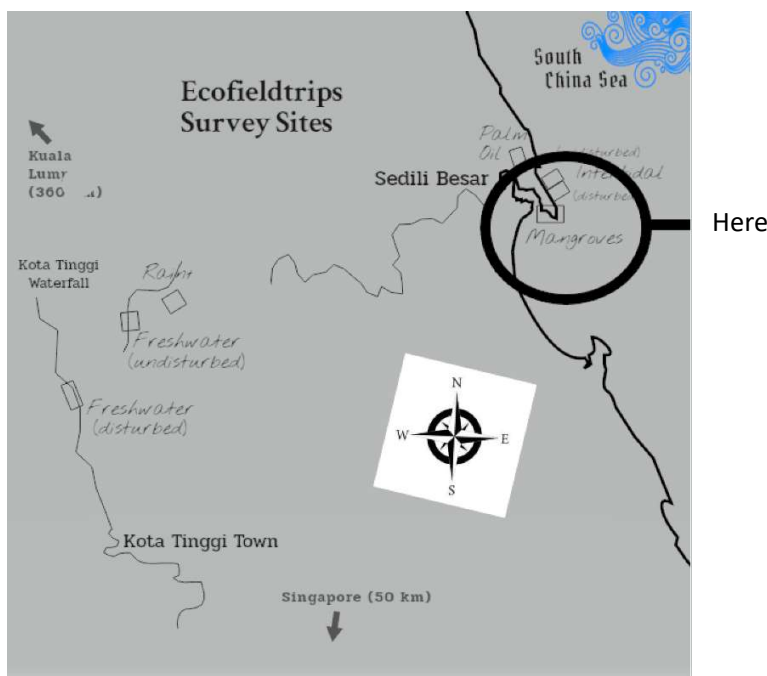 South
China Sea
Ecofieldtrips
Survey Sites
Kuala
(360
Palm
Oil
Sedili Besar
Intertidal
Mangroves
Here
Kota Tinggi
Waterfall
Freshwater
(undisturbed)
Freshwater
(disturbed)
N
W
E
S
Kota Tinggi Town
Singapore (50 km)